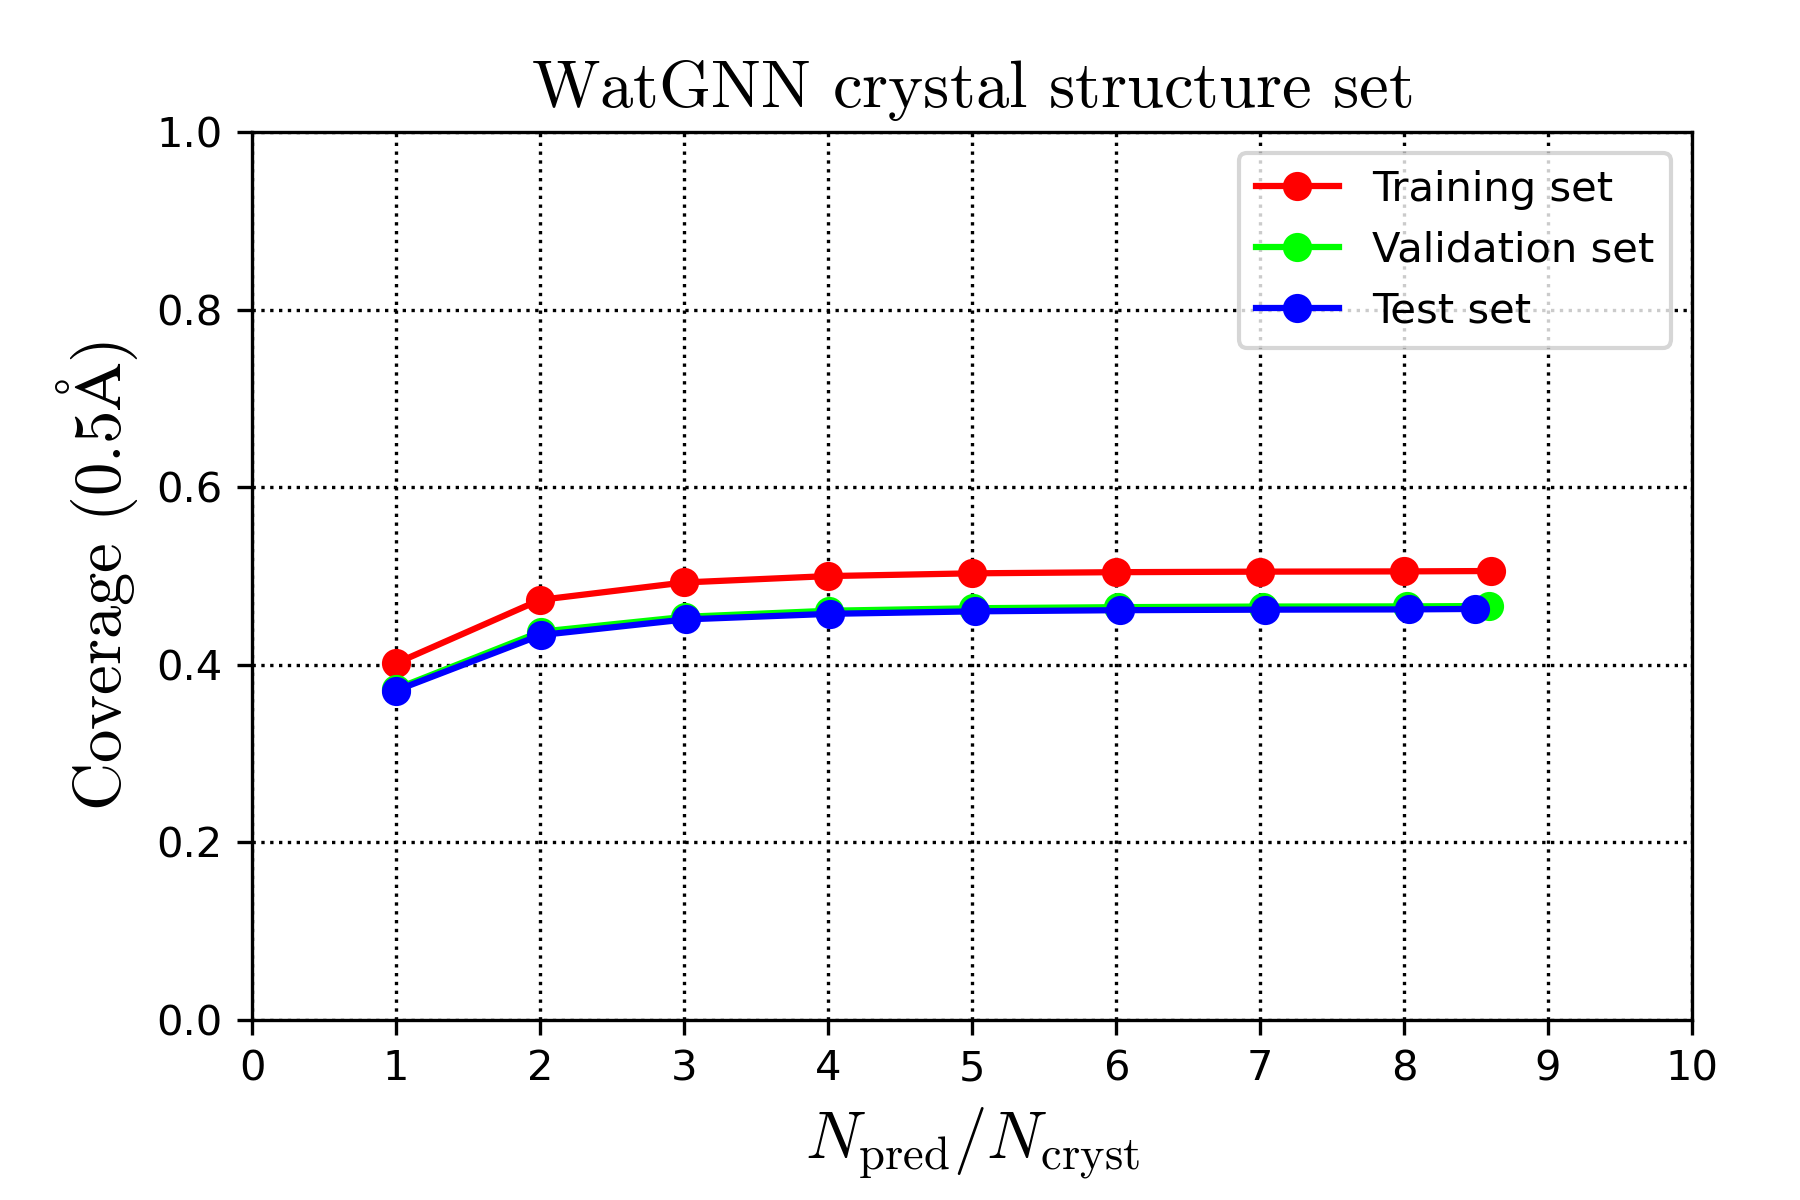 WatGNN crystal structure set
Coverage (0.5Å)
1.0
0.8
0.6
0.4
0.2
0.0
Training set
Validation set
Test set
0 1 2 3 4 5 6 7 8 9 10
N_pred/N_cryst